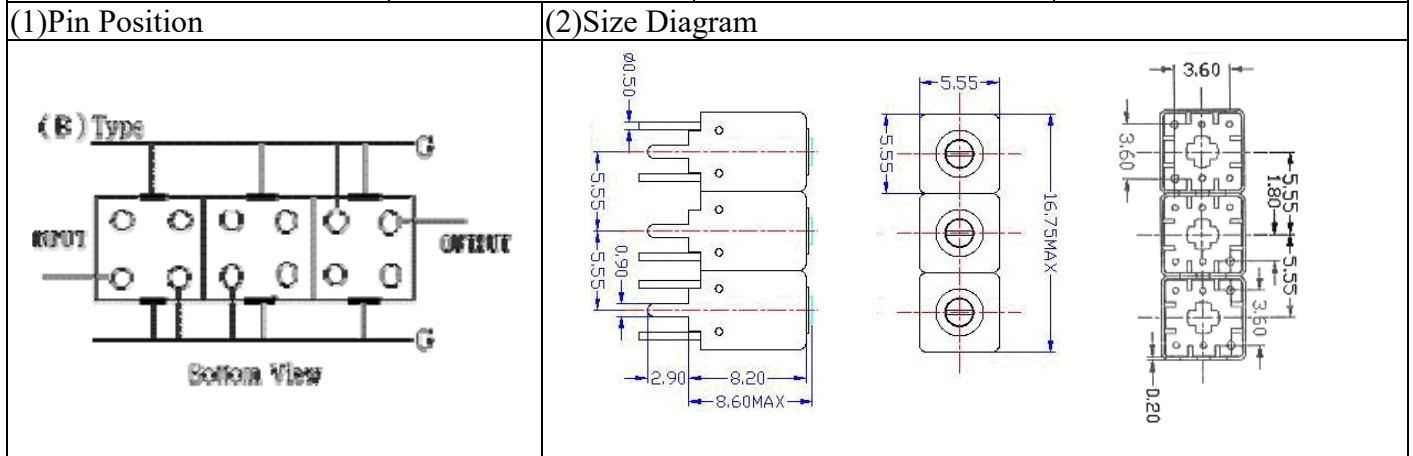 (1)Pin Position
(2)Size Diagram
(B)Type
G
INPUT
OUTPUT
G
Bottom View
ø0.50
5.55
5.55
0.90
2.90
8.20
8.60MAX
5.55
5.55
16.75MAX
3.60
3.60
5.55
1.80
5.55
3.60
0.20